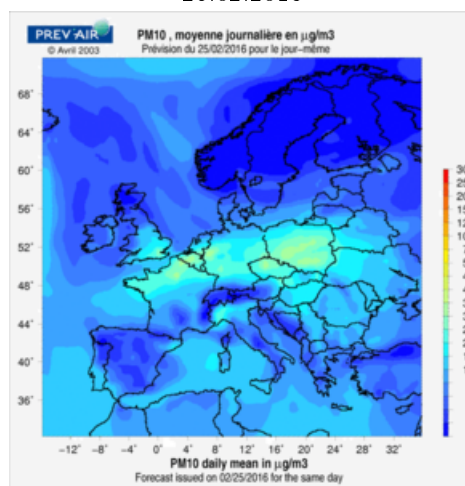 PREV'AIR
© Avril 2003
PM10 , moyenne journalière en µg/m3
Prévision du 25/02/2016 pour le jour-même
68°
64°
60°
56°
52°
48°
44°
40°
36°
−12° −8° −4° 0° 4° 8° 12° 16° 20° 24° 28° 32°
PM10 daily mean in µg/m3
Forecast issued on 02/25/2016 for the same day